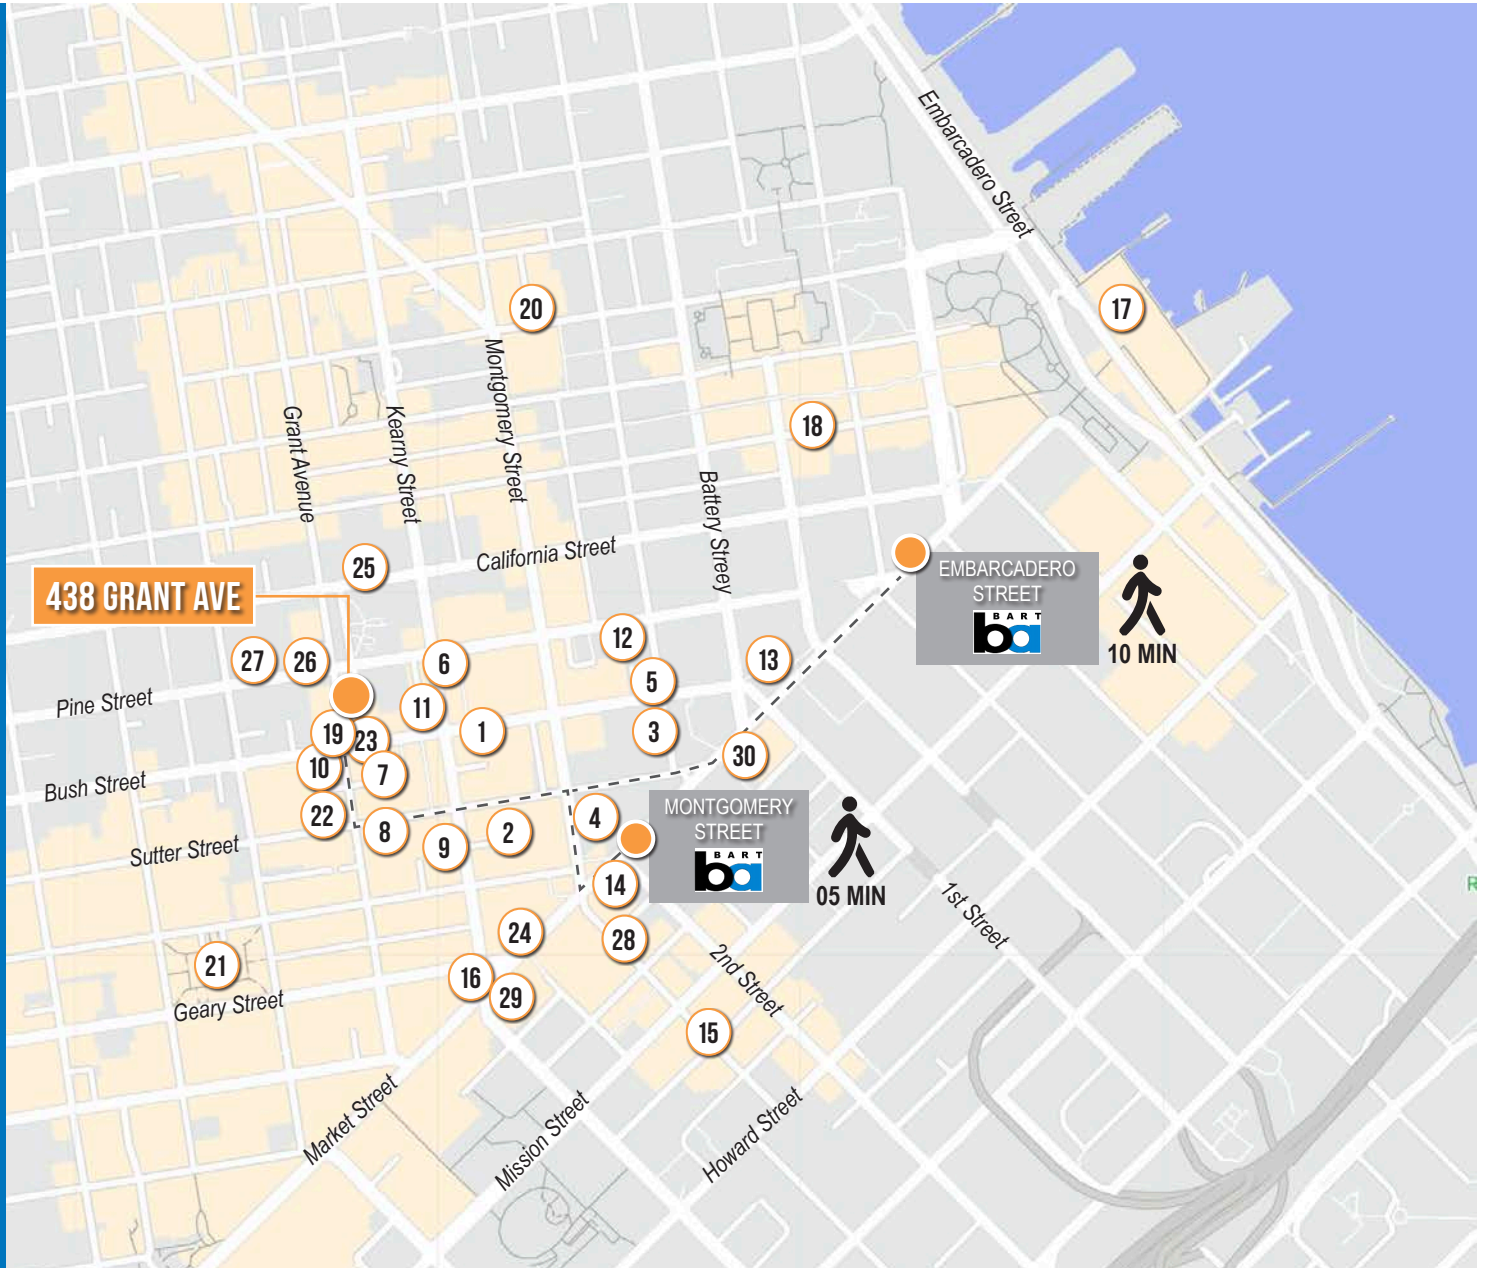 Embarcadero Street
17
20
Montgomery Street
Grant Avenue
Kearny Street
18
Battery Streey
California Street
25
438 GRANT AVE
EMBARCADERO
STREET
BART
ba
10 MIN
12
27
26
6
13
5
Pine Street
11
19
23
1
3
30
10
7
Bush Street
22
8
9
2
4
MONTGOMERY
STREET
BART
ba
05 MIN
Sutter Street
14
1st Street
R
24
28
21
16
29
2nd Street
Geary Street
15
Market Street
Mission Street
Howard Street